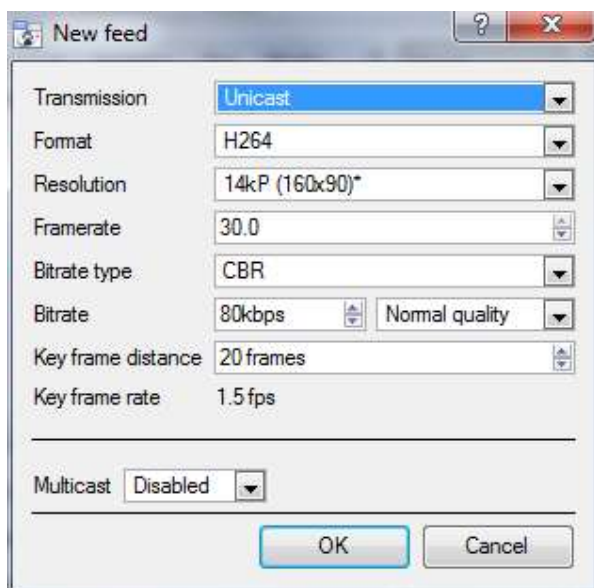 New feed
Transmission Unicast
Format H264
Resolution 14kP (160x90)*
Framerate 30.0
Bitrate type CBR
Bitrate 80kbps Normal quality
Key frame distance 20 frames
Key frame rate 1.5 fps
Multicast Disabled
OK Cancel